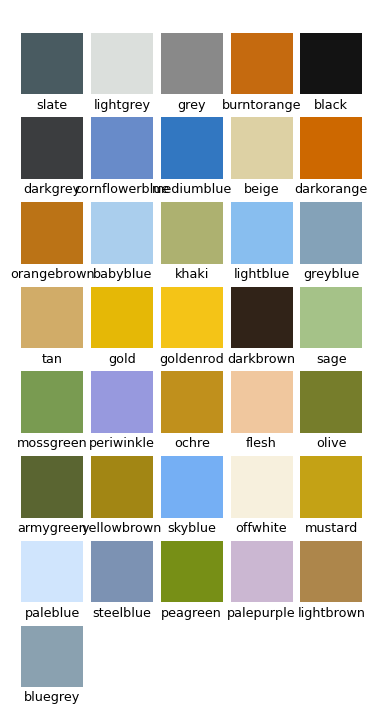 slate lightgrey grey burntorange black
darkgrey cornflowerblue mediumblue beige darkorange
orangebrown babyblue khaki lightblue greyblue
tan gold goldenrod darkbrown sage
mossgreen periwinkle ochre flesh olive
armygreen yellowbrown skyblue offwhite mustard
paleblue steelblue peagreen palepurple lightbrown
bluegrey